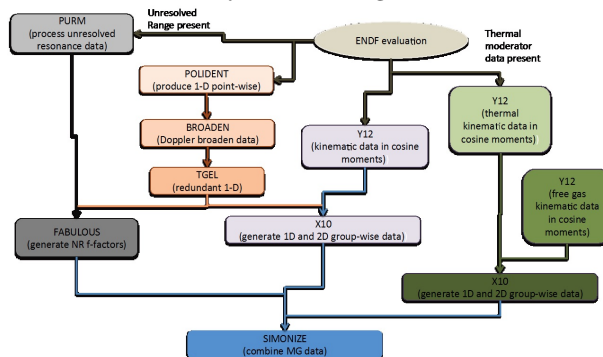 PURM
(process unresolved
resonance data)
Unresolved
Range present
ENDF evaluation
Thermal
moderator
data present
POLIDENT
(produce 1-D point-wise)
Y12
(thermal
kinematic data in
cosine moments)
BROADEN
(Doppler broaden data)
Y12
(kinematic data in cosine
moments)
TGEL
(redundant 1-D)
Y12
(free gas
kinematic data
in cosine
moments)
FABULOUS
(generate NR f-factors)
X10
(generate 1D and 2D group-wise data)
X10
(generate 1D and 2D group-wise data)
SIMONIZE
(combine MG data)